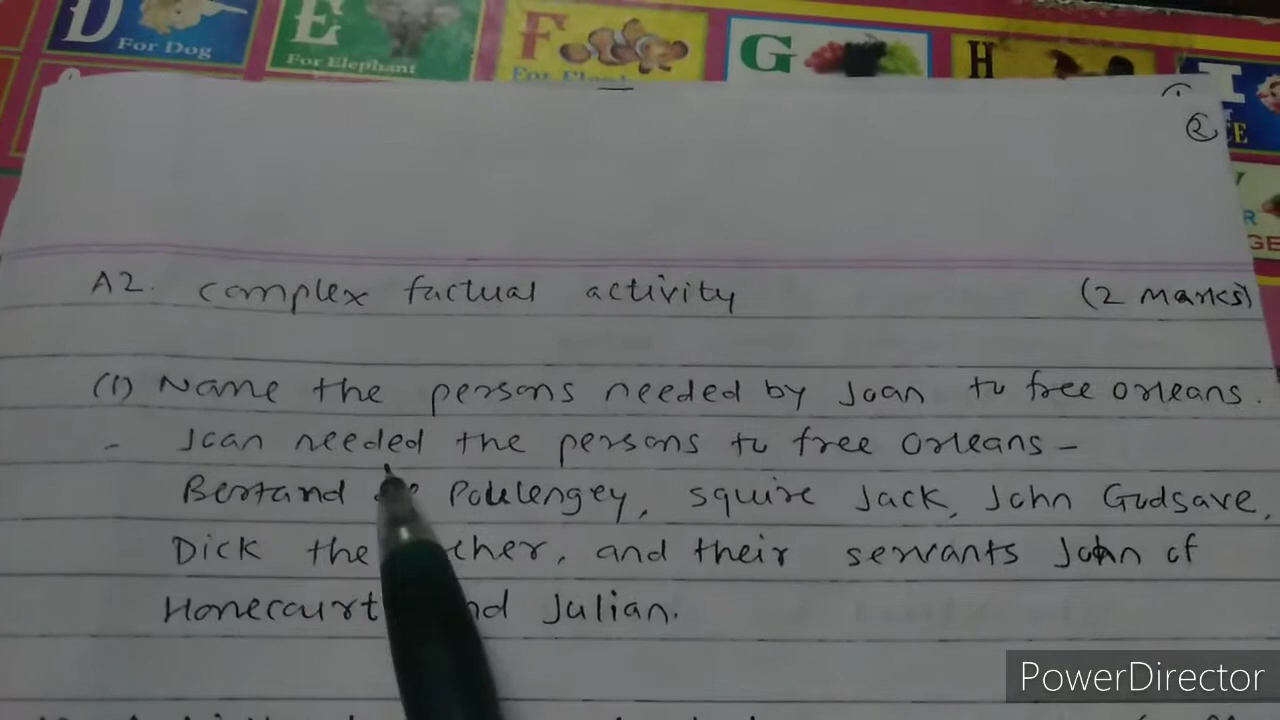 D For Dog
E For Elephant
F
G
H
I
②
A2. Complex factual activity (2 Marks)
(1) Name the persons needed by Joan to free Orleans.
- Joan needed the persons to free Orleans -
Bertand Poulengey, squire Jack, John Godsave,
Dick the and their servants John of
Honecourt Julian.
PowerDirector